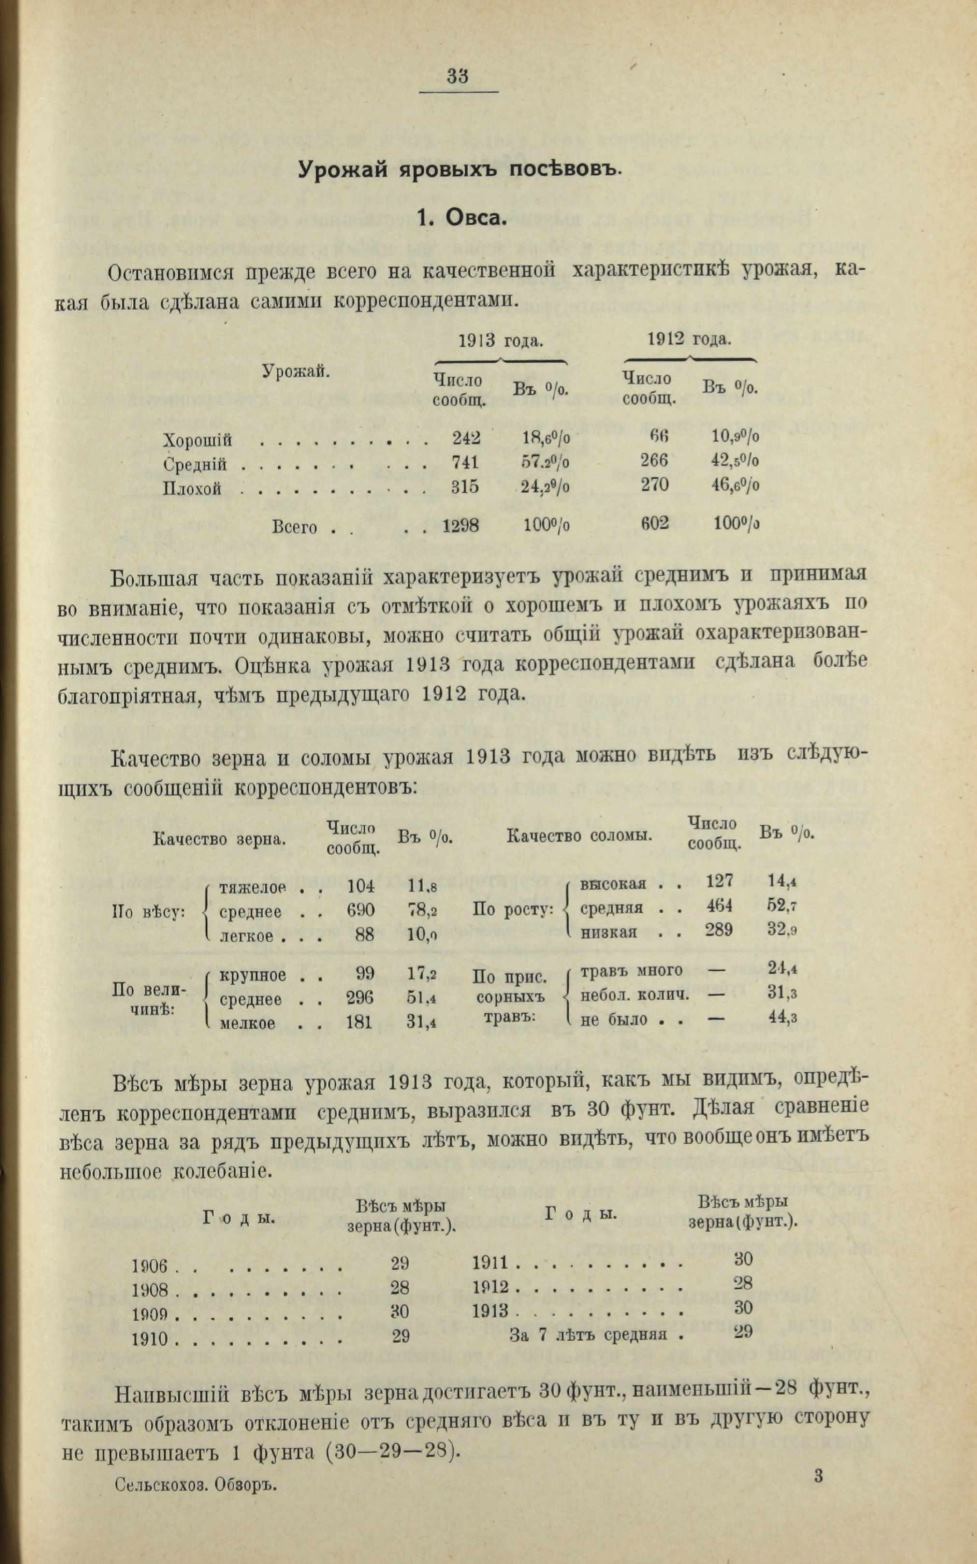 33
Урожай яровыхъ посѣвовъ.
1. Овса.
Остановимся прежде всего на качественной характеристикѣ урожая, ка-
кая была сдѣлана самими корреспондентами.
1913 года. 1912 года.
Урожай. Число сообщ. Въ %. Число сообщ. Въ %.
Хорошій . . . . . . . . . . 242 18,6% 66 10,9%
Средній . . . . . . . . . . 741 57.2% 266 42,5%
Плохой . . . . . . . . . . 315 24,2% 270 46,6%
Всего . . . . 1298 100% 602 100%
Большая часть показаній характеризуетъ урожай среднимъ и принимая
во вниманіе, что показанія съ отмѣткой о хорошемъ и плохомъ урожаяхъ по
численности почти одинаковы, можно считать общій урожай охарактеризован-
нымъ среднимъ. Оцѣнка урожая 1913 года корреспондентами сдѣлана болѣе
благопріятная, чѣмъ предыдущаго 1912 года.
Качество зерна и соломы урожая 1913 года можно видѣть изъ слѣдую-
щихъ сообщеній корреспондентовъ:
Качество зерна. Число сообщ. Въ %. Качество соломы. Число сообщ. Въ %.
тяжелое . . 104 11,8 высокая . . 127 14,4
По вѣсу: среднее . . 690 78,2 По росту: средняя . . 464 52,7
легкое . . . 88 10,0 низкая . . 289 32,9
крупное . . 99 17,2 По прис. травъ много — 24,4
По вели- среднее . . 296 51,4 сорныхъ небол. колич. — 31,3
чинѣ: мелкое . . 181 31,4 травъ: не было . . — 44,3
Вѣсъ мѣры зерна урожая 1913 года, который, какъ мы видимъ, опредѣ-
ленъ корреспондентами среднимъ, выразился въ 30 фунт. Дѣлая сравненіе
вѣса зерна за рядъ предыдущихъ лѣтъ, можно видѣть, что вообще онъ имѣетъ
небольшое колебаніе.
Годы. Вѣсъ мѣры зерна (фунт.). Годы. Вѣсъ мѣры зерна (фунт.).
1906 . . . . . . . . . 29 1911 . . . . . . . . . . 30
1908 . . . . . . . . . . 28 1912 . . . . . . . . . . 28
1909 . . . . . . . . . . 30 1913 . . . . . . . . . . 30
1910 . . . . . . . . . . 29 За 7 лѣтъ средняя . 29
Наивысшій вѣсъ мѣры зерна достигаетъ 30 фунт., наименьшій—28 фунт.,
такимъ образомъ отклоненіе отъ средняго вѣса и въ ту и въ другую сторону
не превышаетъ 1 фунта (30—29—28).
Сельскохоз. Обзоръ. 3